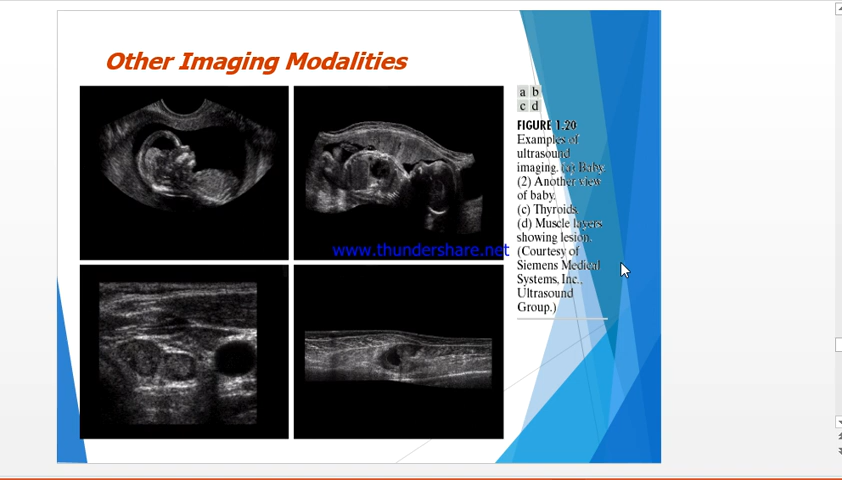 Other Imaging Modalities
a b
c d
FIGURE 1.20
Examples of
ultrasound
imaging. (a) Baby.
(2) Another view
of baby.
(c) Thyroids.
(d) Muscle layers
showing lesion.
(Courtesy of
Siemens Medical
Systems, Inc.,
Ultrasound
Group.)
www.thundershare.net